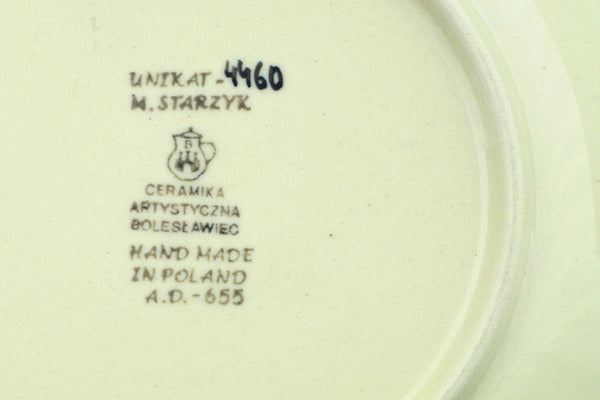 UNIKAT-4460
M. STARZYK
B
CERAMIKA
ARTYSTYCZNA
BOLESŁAWIEC
HAND MADE
IN POLAND
A.D.-655